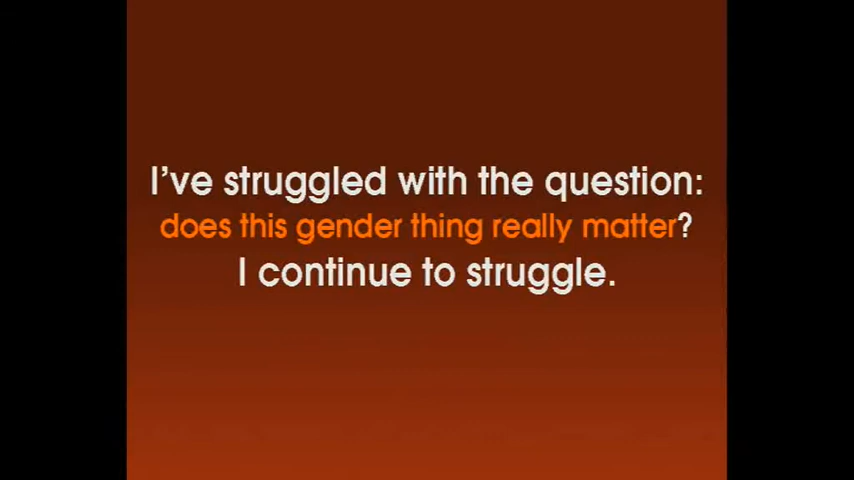 I've struggled with the question:
does this gender thing really matter?
I continue to struggle.